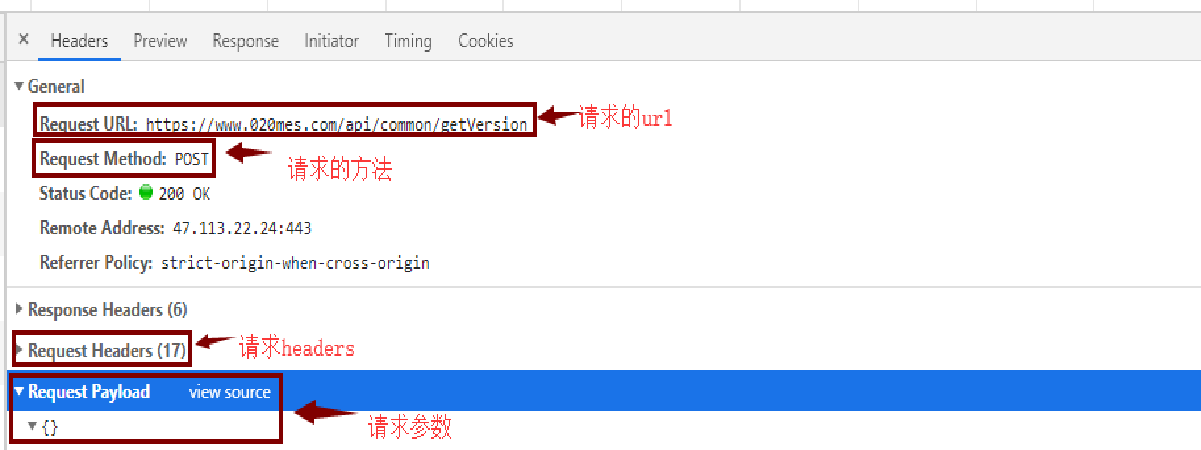 × Headers Preview Response Initiator Timing Cookies
▼ General
Request URL: https://www.020mes.com/api/common/getVersion 请求的url
Request Method: POST 请求的方法
Status Code: 200 OK
Remote Address: 47.113.22.24:443
Referrer Policy: strict-origin-when-cross-origin
▶ Response Headers (6)
▶ Request Headers (17) 请求headers
▼ Request Payload view source
▼ {} 请求参数